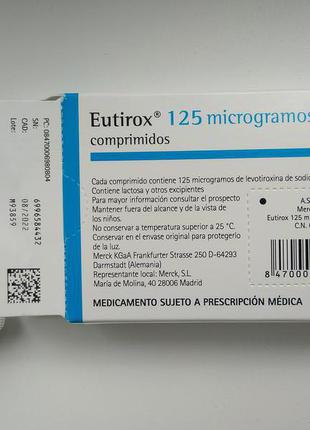 Eutirox® 125 microgramos
comprimidos
Cada comprimido contiene 125 microgramos de levotiroxina de
Contiene lactosa y otros excipientes
Para mayor información consultar el prospecto
Mantener fuera del alcance y de la vista de
los niños.
No conservar a temperatura superior a 25 °C.
Conservar en el envase original para protegerlo
de la luz.
Merck KGaA Frankfurter Strasse 250 D-64293
Darmstadt (Alemania)
Representante local: Merck, S.L.
María de Molina, 40 28006 Madrid
MEDICAMENTO SUJETO A PRESCRIPCIÓN MÉDICA
A.S
Merc
Eutirox 125 m
C.N.
8 47000
PC: 08470006980804
SN: 6996584432
CAD: 08/2022
Lote: M93859